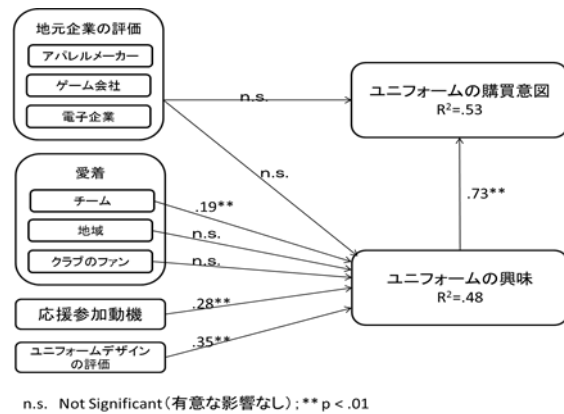 地元企業の評価
アパレルメーカー
ゲーム会社
電子企業
n.s.
ユニフォームの購買意図
R²=.53
n.s.
.73**
愛着
チーム
地域
クラブのファン
.19**
n.s.
n.s.
ユニフォームの興味
R²=.48
応援参加動機
.28**
ユニフォームデザイン
の評価
.35**
n.s. Not Significant(有意な影響なし);** p < .01